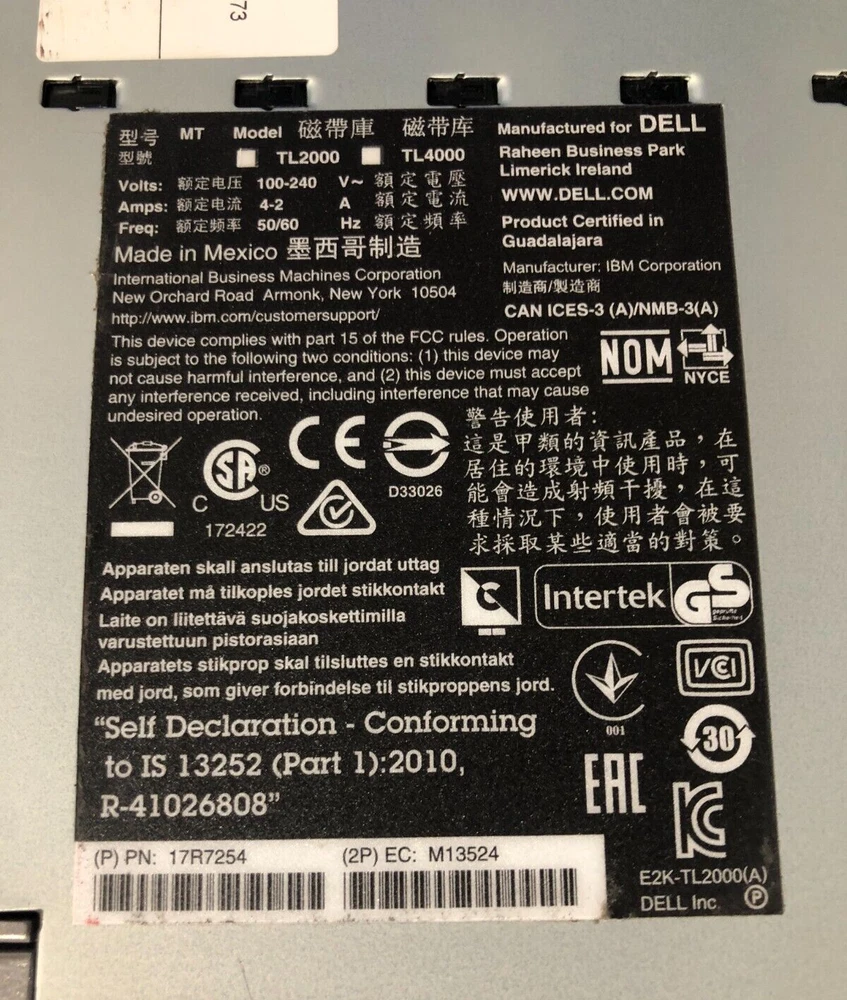 73
型号 MT Model 磁帶庫 磁带库
型號 TL2000 TL4000
Volts: 额定电压 100-240 V~ 額定電壓
Amps: 额定电流 4-2 A 額定電流
Freq: 额定频率 50/60 Hz 額定頻率
Made in Mexico 墨西哥制造
International Business Machines Corporation
New Orchard Road Armonk, New York 10504
http://www.ibm.com/customersupport/
Manufactured for DELL
Raheen Business Park
Limerick Ireland
WWW.DELL.COM
Product Certified in
Guadalajara
Manufacturer: IBM Corporation
制造商/製造商
CAN ICES-3 (A)/NMB-3(A)
This device complies with part 15 of the FCC rules. Operation
is subject to the following two conditions: (1) this device may
not cause harmful interference, and (2) this device must accept
any interference received, including interference that may cause
undesired operation.
NOM
NYCE
C SA ® US
172422
CE
D33026
警告使用者:
這是甲類的資訊產品，在
居住的環境中使用時，可
能會造成射頻干擾，在這
種情況下，使用者會被要
求採取某些適當的對策。
Apparaten skall anslutas till jordat uttag
Apparatet må tilkoples jordet stikkontakt
Laite on liitettävä suojakoskettimilla
varustettuun pistorasiaan
Apparatets stikprop skal tilsluttes en stikkontakt
med jord, som giver forbindelse til stikproppens jord.
C
Intertek GS
geprüfte
Sicherheit
001
VCI
30
"Self Declaration - Conforming
to IS 13252 (Part 1):2010,
R-41026808"
EAC
KC
E2K-TL2000(A)
DELL Inc. P
(P) PN: 17R7254 (2P) EC: M13524